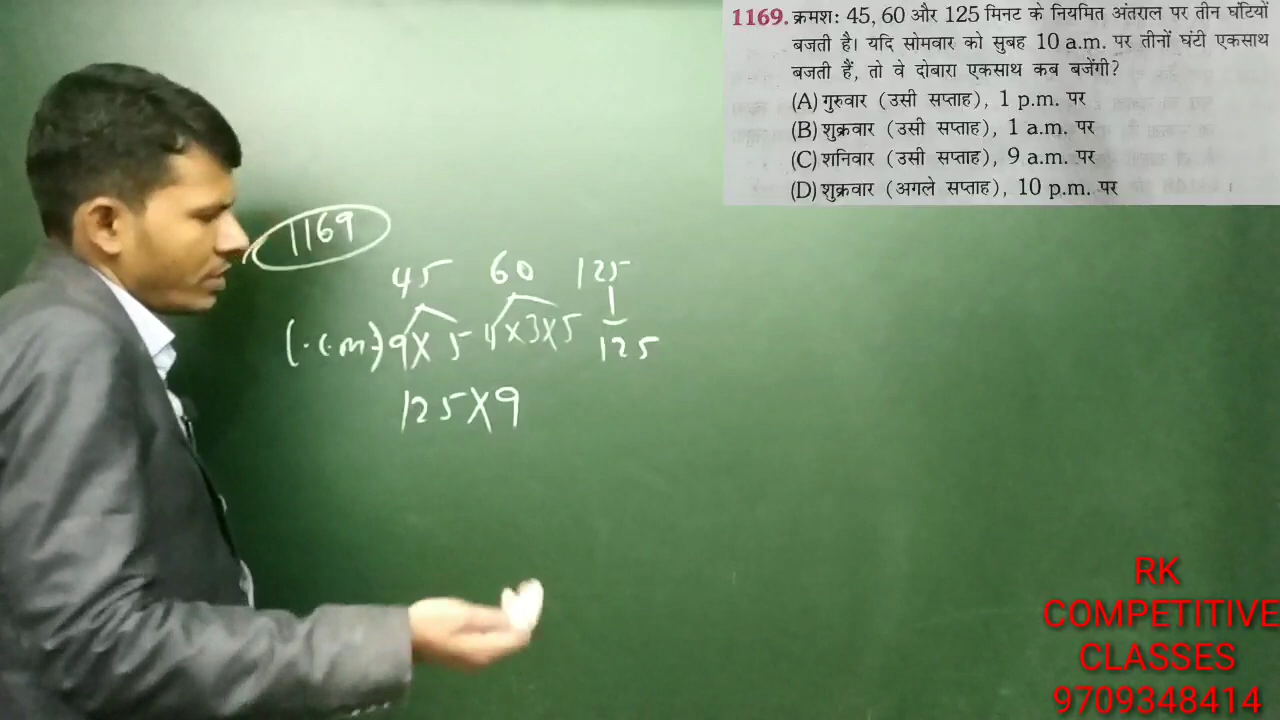 1169. क्रमश: 45, 60 और 125 मिनट के नियमित अंतराल पर तीन घंटियों
बजती है। यदि सोमवार को सुबह 10 a.m. पर तीनों घंटी एकसाथ
बजती हैं, तो वे दोबारा एकसाथ कब बजेंगी?
(A) गुरुवार (उसी सप्ताह), 1 p.m. पर
(B) शुक्रवार (उसी सप्ताह), 1 a.m. पर
(C) शनिवार (उसी सप्ताह), 9 a.m. पर
(D) शुक्रवार (अगले सप्ताह), 10 p.m. पर
1169
45 60 125
L.C.M) 9 X 5 4 X 3 X 5 125
125 X 9
RK
COMPETITIVE
CLASSES
9709348414